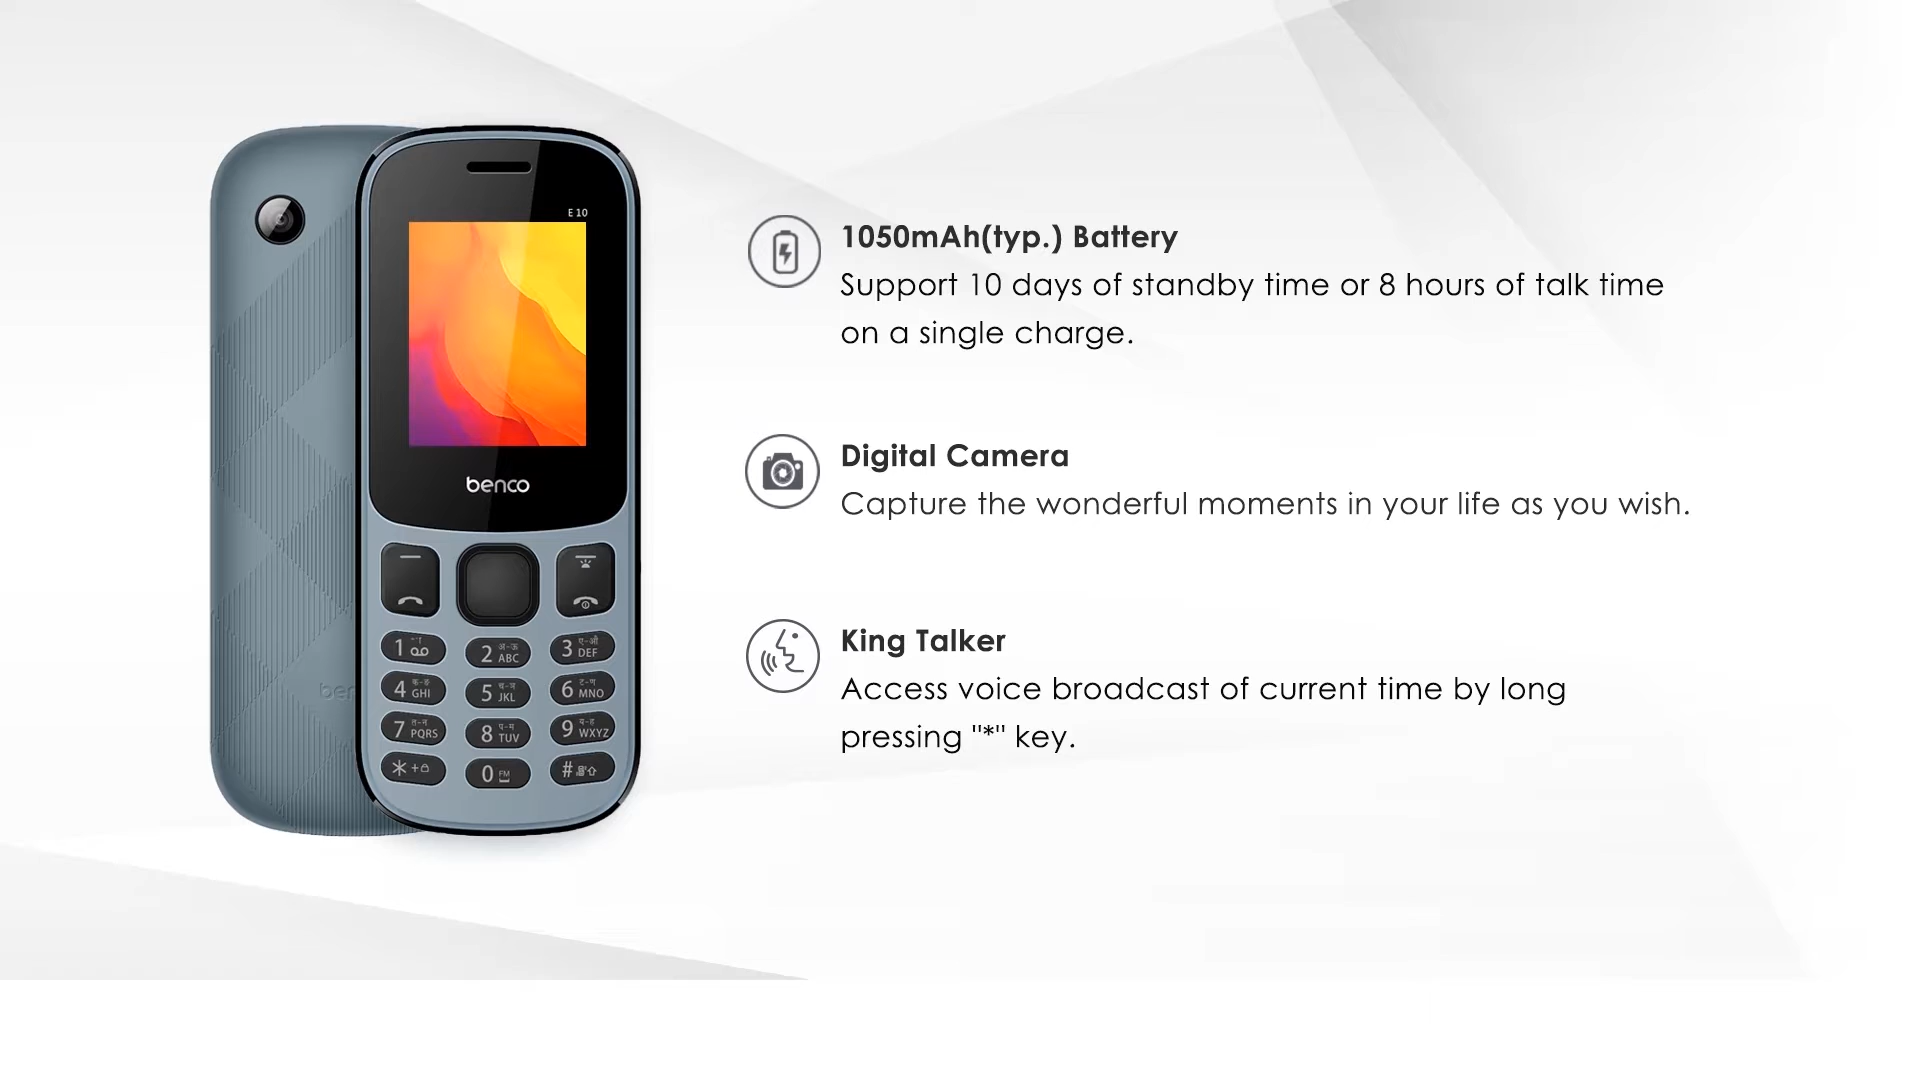 E 10
benco
1 ॱ-ः
2 अ-ऊ ABC
3 ए-औ DEF
4 क-ङ GHI
5 च-ञ JKL
6 ट-ण MNO
7 त-न PQRS
8 प-म TUV
9 य-ह WXYZ
* +
0 FM
#
ben
1050mAh(typ.) Battery
Support 10 days of standby time or 8 hours of talk time
on a single charge.
Digital Camera
Capture the wonderful moments in your life as you wish.
King Talker
Access voice broadcast of current time by long
pressing "*" key.